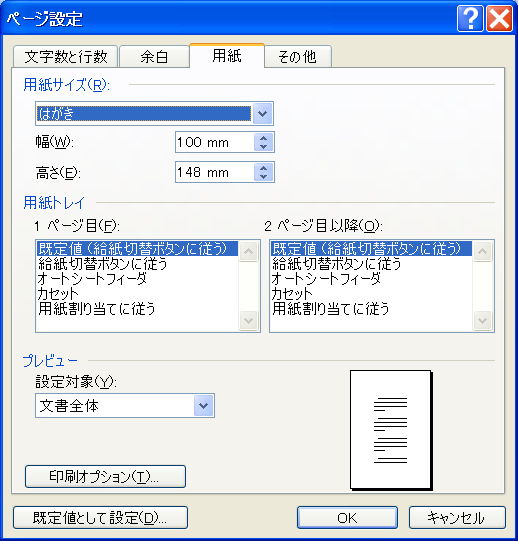 ページ設定
文字数と行数 余白 用紙 その他
用紙サイズ(R):
はがき
幅(W): 100 mm
高さ(E): 148 mm
用紙トレイ
1 ページ目(F): 2 ページ目以降(O):
既定値 (給紙切替ボタンに従う) 既定値 (給紙切替ボタンに従う)
給紙切替ボタンに従う 給紙切替ボタンに従う
オートシートフィーダ オートシートフィーダ
カセット カセット
用紙割り当てに従う 用紙割り当てに従う
プレビュー
設定対象(Y):
文書全体
印刷オプション(T)...
既定値として設定(D)... OK キャンセル